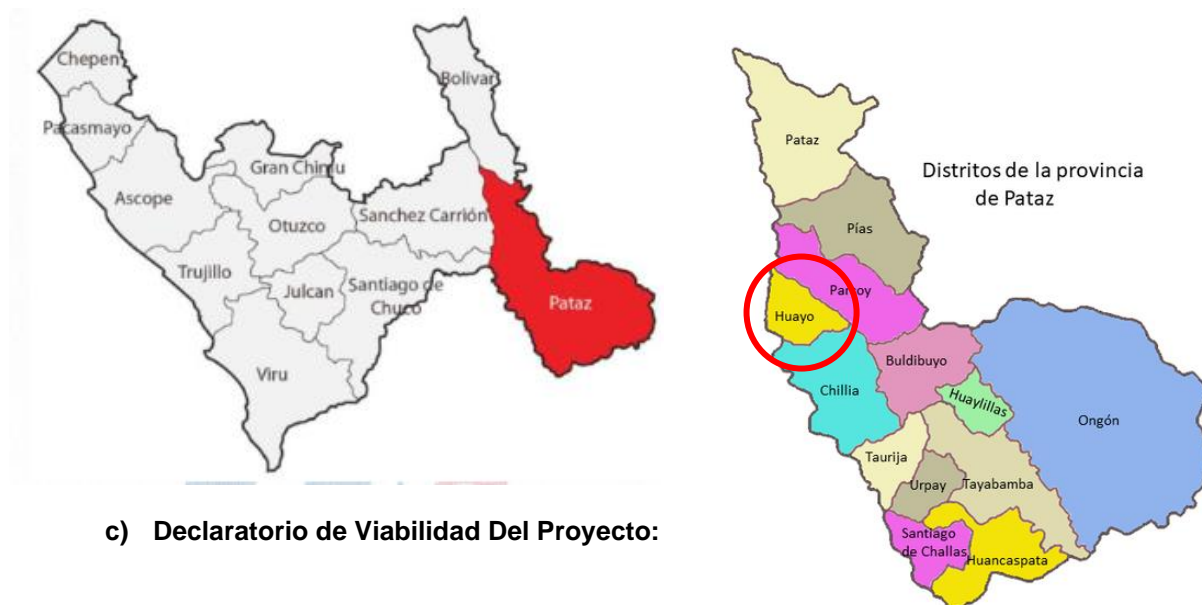 Chepen
Bolivar
Pacasmayo
Gran Chimu
Ascope
Otuzco
Sanchez Carrión
Trujillo
Julcan
Santiago de
Chuco
Pataz
Viru
c) Declaratorio de Viabilidad Del Proyecto:
Distritos de la provincia
de Pataz
Pataz
Pías
Parcoy
Huayo
Buldibuyo
Chillia
Huaylillas
Ongón
Taurija
Urpay
Tayabamba
Santiago
de Challas
Huancaspata